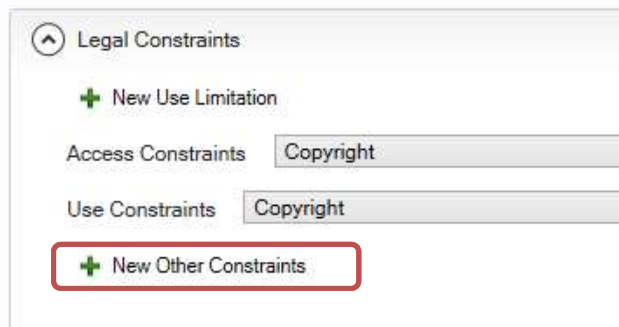 Legal Constraints
New Use Limitation
Access Constraints Copyright
Use Constraints Copyright
New Other Constraints